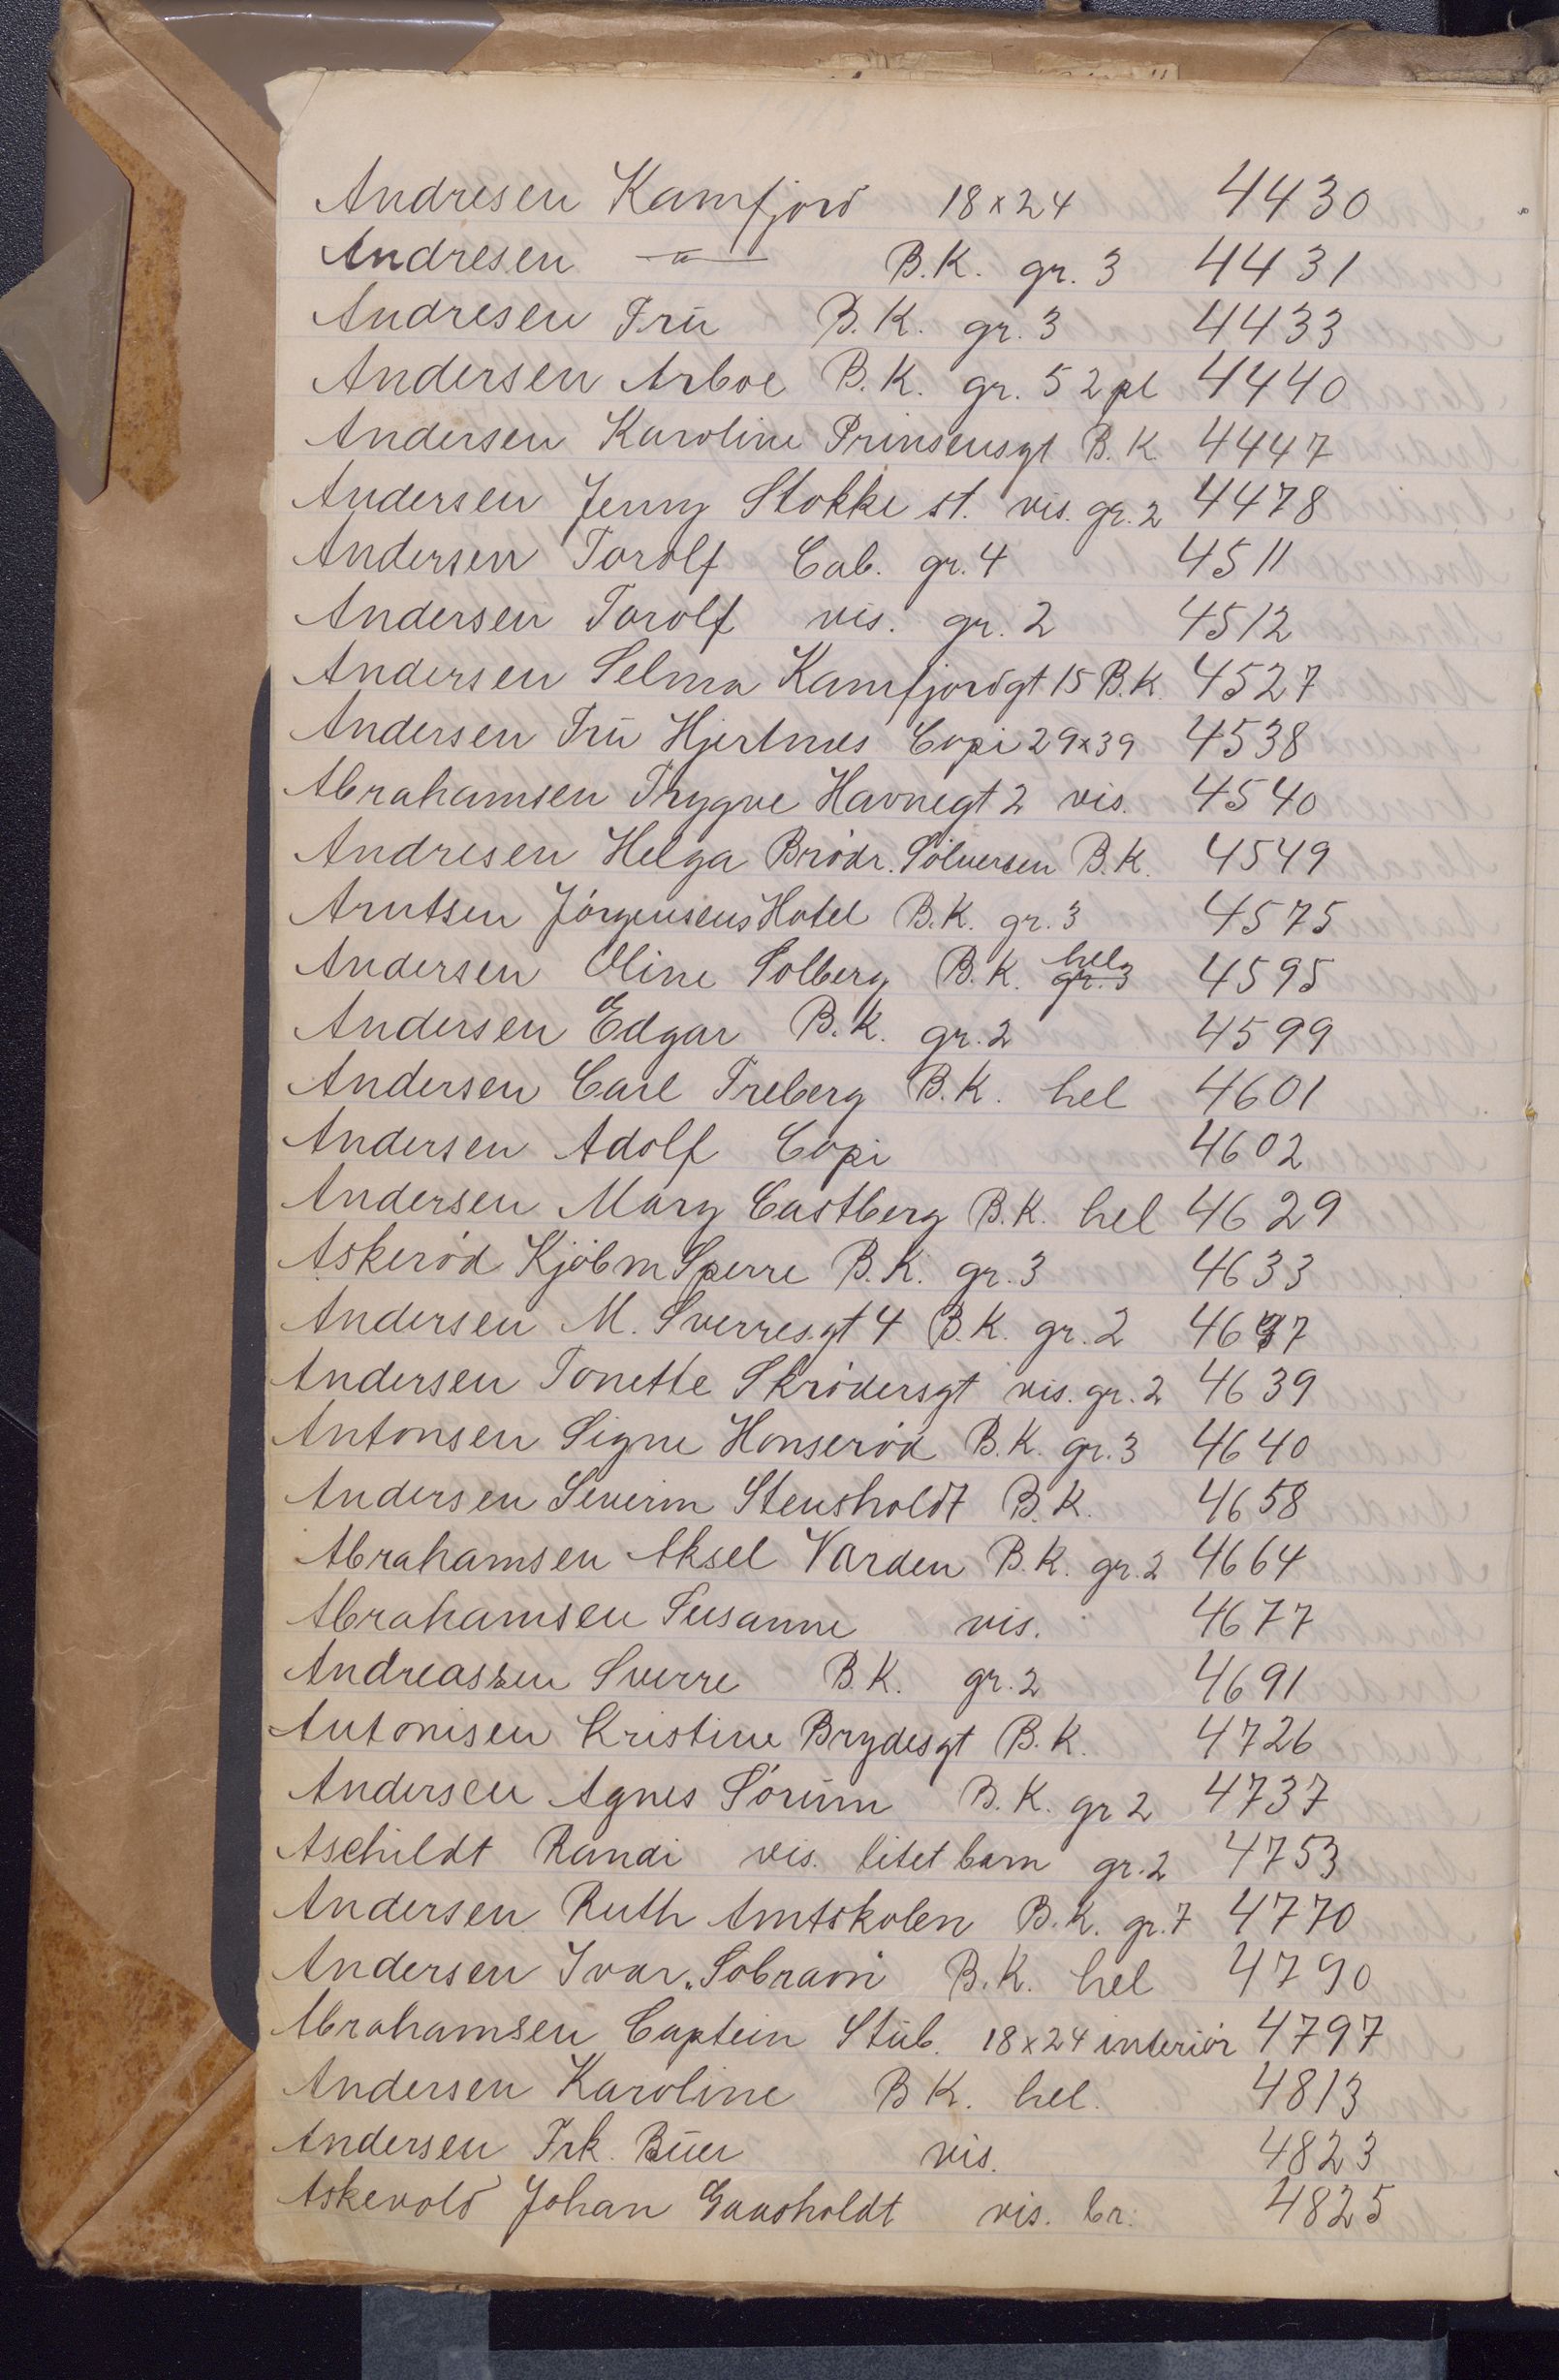 Andresen Kamfjord 18x24 4430
Andresen —"— B.K. gr. 3 4431
Andresen Fru B.K. gr. 3 4433
Andersen Arboe B.K. gr. 5 2 pl 4440
Andersen Karoline Prinsensgt B.K. 4447
Andersen Jenny Stokke st. vis. gr. 2 4478
Andersen Torolf Cab. gr. 4 4511
Andersen Torolf vis. gr. 2 4512
Andersen Selma Kamfjordgt 15 B.K. 4527
Andersen Fru Hjertnes Copi 29x39 4538
Abrahamsen Trygve Havnegt 2 vis. 4540
Andresen Helga Brödr. Sölversen B.K. 4549
Arntsen Jörgensens Hotel B.K. gr. 3 4575
Andersen Oline Solberg B.K. hel gr. 3 4595
Andersen Edgar B.K. gr. 2 4599
Andersen Carl Freberg B.K. hel 4601
Andersen Adolf Copi 4602
Andersen Mary Castberg B.K. hel 4629
Askeröd Kjöbm Sperre B.K. gr. 3 4633
Andersen M. Sverresgt 4 B.K. gr. 2 4637
Andersen Tonette Skrödersgt vis. gr. 2 4639
Antonsen Signe Honseröd B.K. gr. 3 4640
Andersen Severin Stensholdt B.K. 4658
Abrahamsen Aksel Varden B.K. gr. 2 4664
Abrahamsen Susanne vis. 4677
Andreassen Sverre B.K. gr. 2 4691
Antonisen Kristine Brydesgt B.K. 4726
Andersen Agnes Sörum B.K. gr 2 4737
Aschildt Randi vis. litet barn gr. 2 4753
Andersen Ruth Amtskolen B.K. gr. 7 4770
Andersen Ivar „Sobraon B.K. hel 4790
Abrahamsen Captein Stub. 18x24 interiör 4797
Andersen Karoline B K. hel. 4813
Andersen Frk. Buer vis. 4823
Askevold Johan Gaasholdt vis. br. 4825